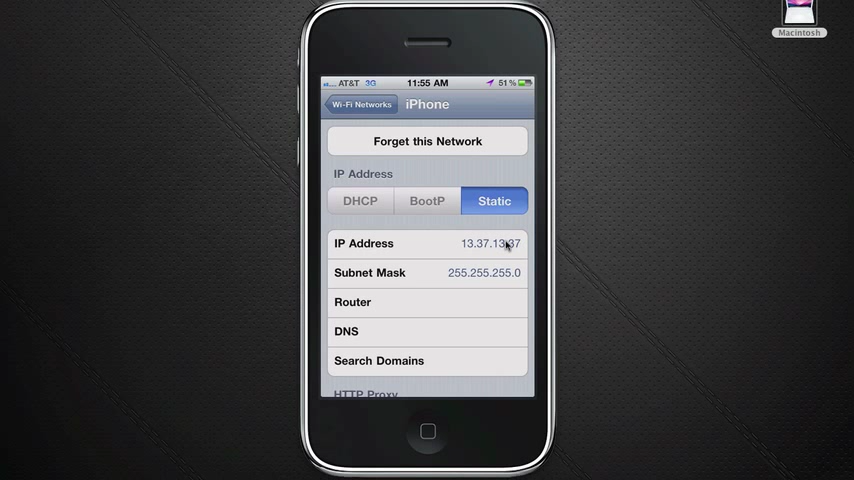 Macintosh
AT&T 3G 11:55 AM 51%
Wi-Fi Networks iPhone
Forget this Network
IP Address
DHCP BootP Static
IP Address 13.37.13.37
Subnet Mask 255.255.255.0
Router
DNS
Search Domains
HTTP Proxy